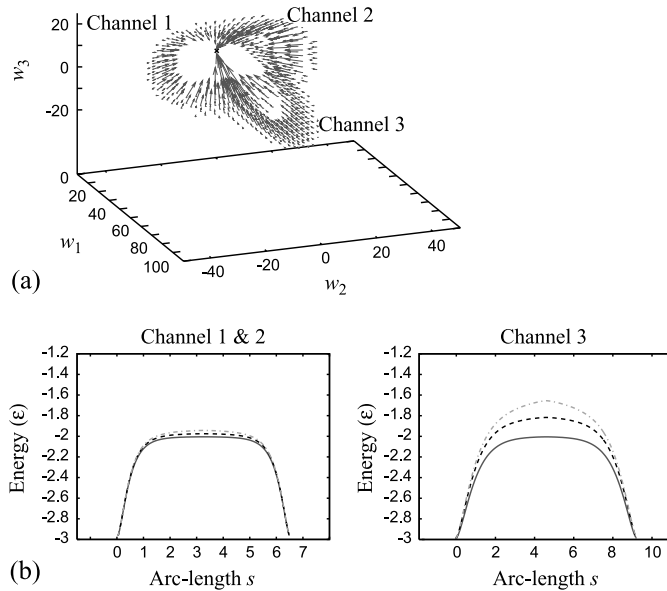 Channel 1
Channel 2
20
0
-20
w3
Channel 3
0
20
40
60
80
100
w1
-40
-20
0
20
40
w2
(a)
Channel 1 & 2
Channel 3
-1.2
-1.4
-1.6
-1.8
-2
-2.2
-2.4
-2.6
-2.8
-3
Energy (ε)
0 1 2 3 4 5 6 7
Arc-length s
-1.2
-1.4
-1.6
-1.8
-2
-2.2
-2.4
-2.6
-2.8
-3
Energy (ε)
0 2 4 6 8 10
Arc-length s
(b)